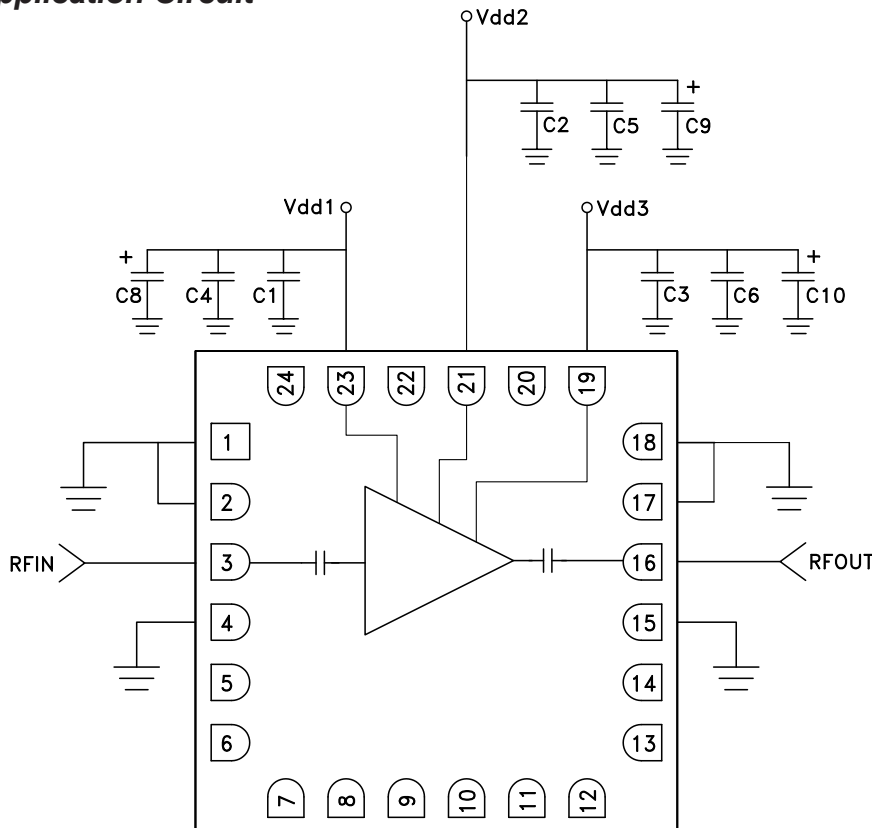 pplication Circuit
Vdd2
+
C2 C5 C9
Vdd1
Vdd3
+
C8 C4 C1
+
C3 C6 C10
24 23 22 21 20 19
1
18
2
17
RFIN
3
16
RFOUT
4
15
5
14
6
13
7 8 9 10 11 12